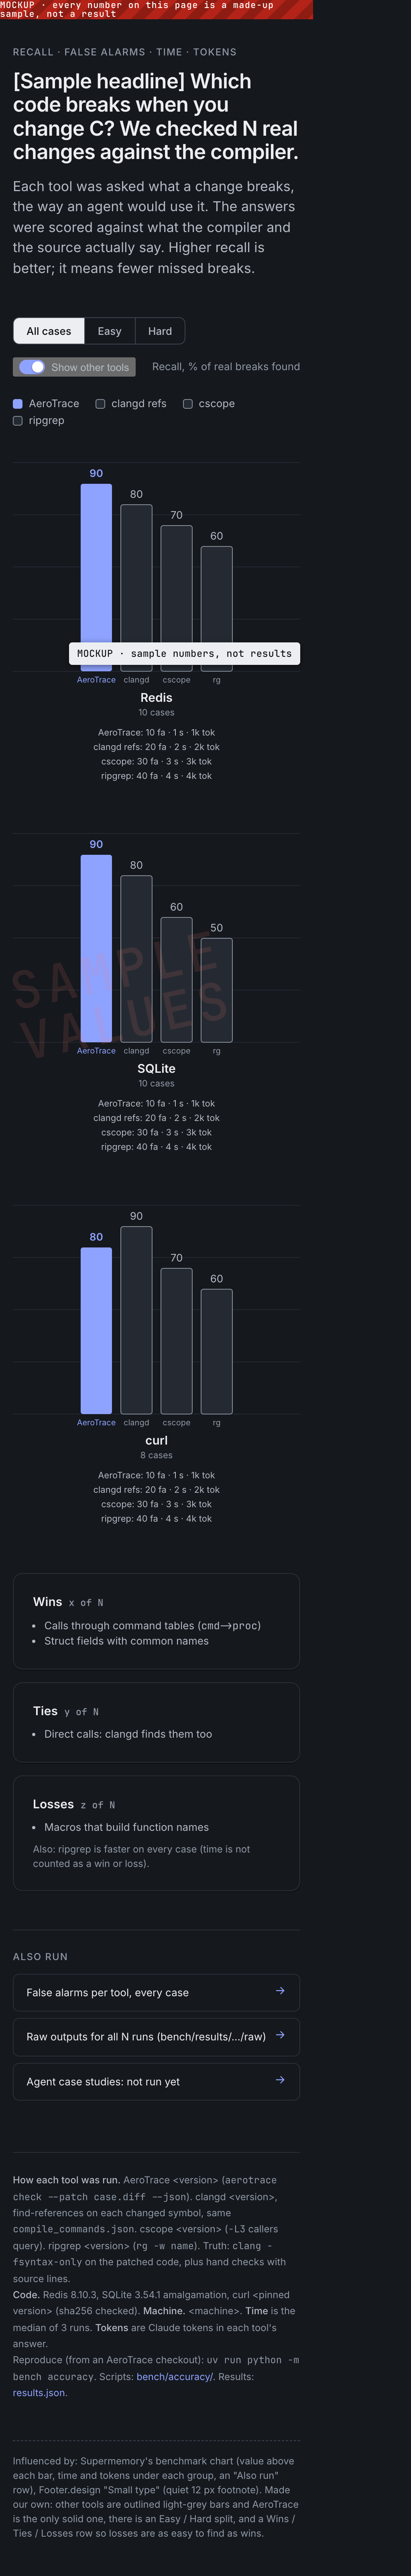 MOCKUP · every number on this page is a made-up
sample, not a result
RECALL · FALSE ALARMS · TIME · TOKENS
[Sample headline] Which
code breaks when you
change C? We checked N real
changes against the compiler.
Each tool was asked what a change breaks,
the way an agent would use it. The answers
were scored against what the compiler and
the source actually say. Higher recall is
better; it means fewer missed breaks.
All cases Easy Hard
Show other tools Recall, % of real breaks found
AeroTrace clangd refs cscope
ripgrep
90
80
70
60
MOCKUP · sample numbers, not results
AeroTrace clangd cscope rg
Redis
10 cases
AeroTrace: 10 fa · 1 s · 1k tok
clangd refs: 20 fa · 2 s · 2k tok
cscope: 30 fa · 3 s · 3k tok
ripgrep: 40 fa · 4 s · 4k tok
90
80
60
50
SAMPLE
VALUES
AeroTrace clangd cscope rg
SQLite
10 cases
AeroTrace: 10 fa · 1 s · 1k tok
clangd refs: 20 fa · 2 s · 2k tok
cscope: 30 fa · 3 s · 3k tok
ripgrep: 40 fa · 4 s · 4k tok
80
90
70
60
AeroTrace clangd cscope rg
curl
8 cases
AeroTrace: 10 fa · 1 s · 1k tok
clangd refs: 20 fa · 2 s · 2k tok
cscope: 30 fa · 3 s · 3k tok
ripgrep: 40 fa · 4 s · 4k tok
Wins x of N
• Calls through command tables (cmd->proc)
• Struct fields with common names
Ties y of N
• Direct calls: clangd finds them too
Losses z of N
• Macros that build function names
Also: ripgrep is faster on every case (time is not
counted as a win or loss).
ALSO RUN
False alarms per tool, every case →
Raw outputs for all N runs (bench/results/.../raw) →
Agent case studies: not run yet →
How each tool was run. AeroTrace <version> (aerotrace
check --patch case.diff --json). clangd <version>,
find-references on each changed symbol, same
compile_commands.json. cscope <version> (-L3 callers
query). ripgrep <version> (rg -w name). Truth: clang -
fsyntax-only on the patched code, plus hand checks with
source lines.
Code. Redis 8.10.3, SQLite 3.54.1 amalgamation, curl <pinned
version> (sha256 checked). Machine. <machine>. Time is the
median of 3 runs. Tokens are Claude tokens in each tool's
answer.
Reproduce (from an AeroTrace checkout): uv run python -m
bench accuracy. Scripts: bench/accuracy/. Results:
results.json.
Influenced by: Supermemory's benchmark chart (value above
each bar, time and tokens under each group, an "Also run"
row), Footer.design "Small type" (quiet 12 px footnote). Made
our own: other tools are outlined light-grey bars and AeroTrace
is the only solid one, there is an Easy / Hard split, and a Wins /
Ties / Losses row so losses are as easy to find as wins.